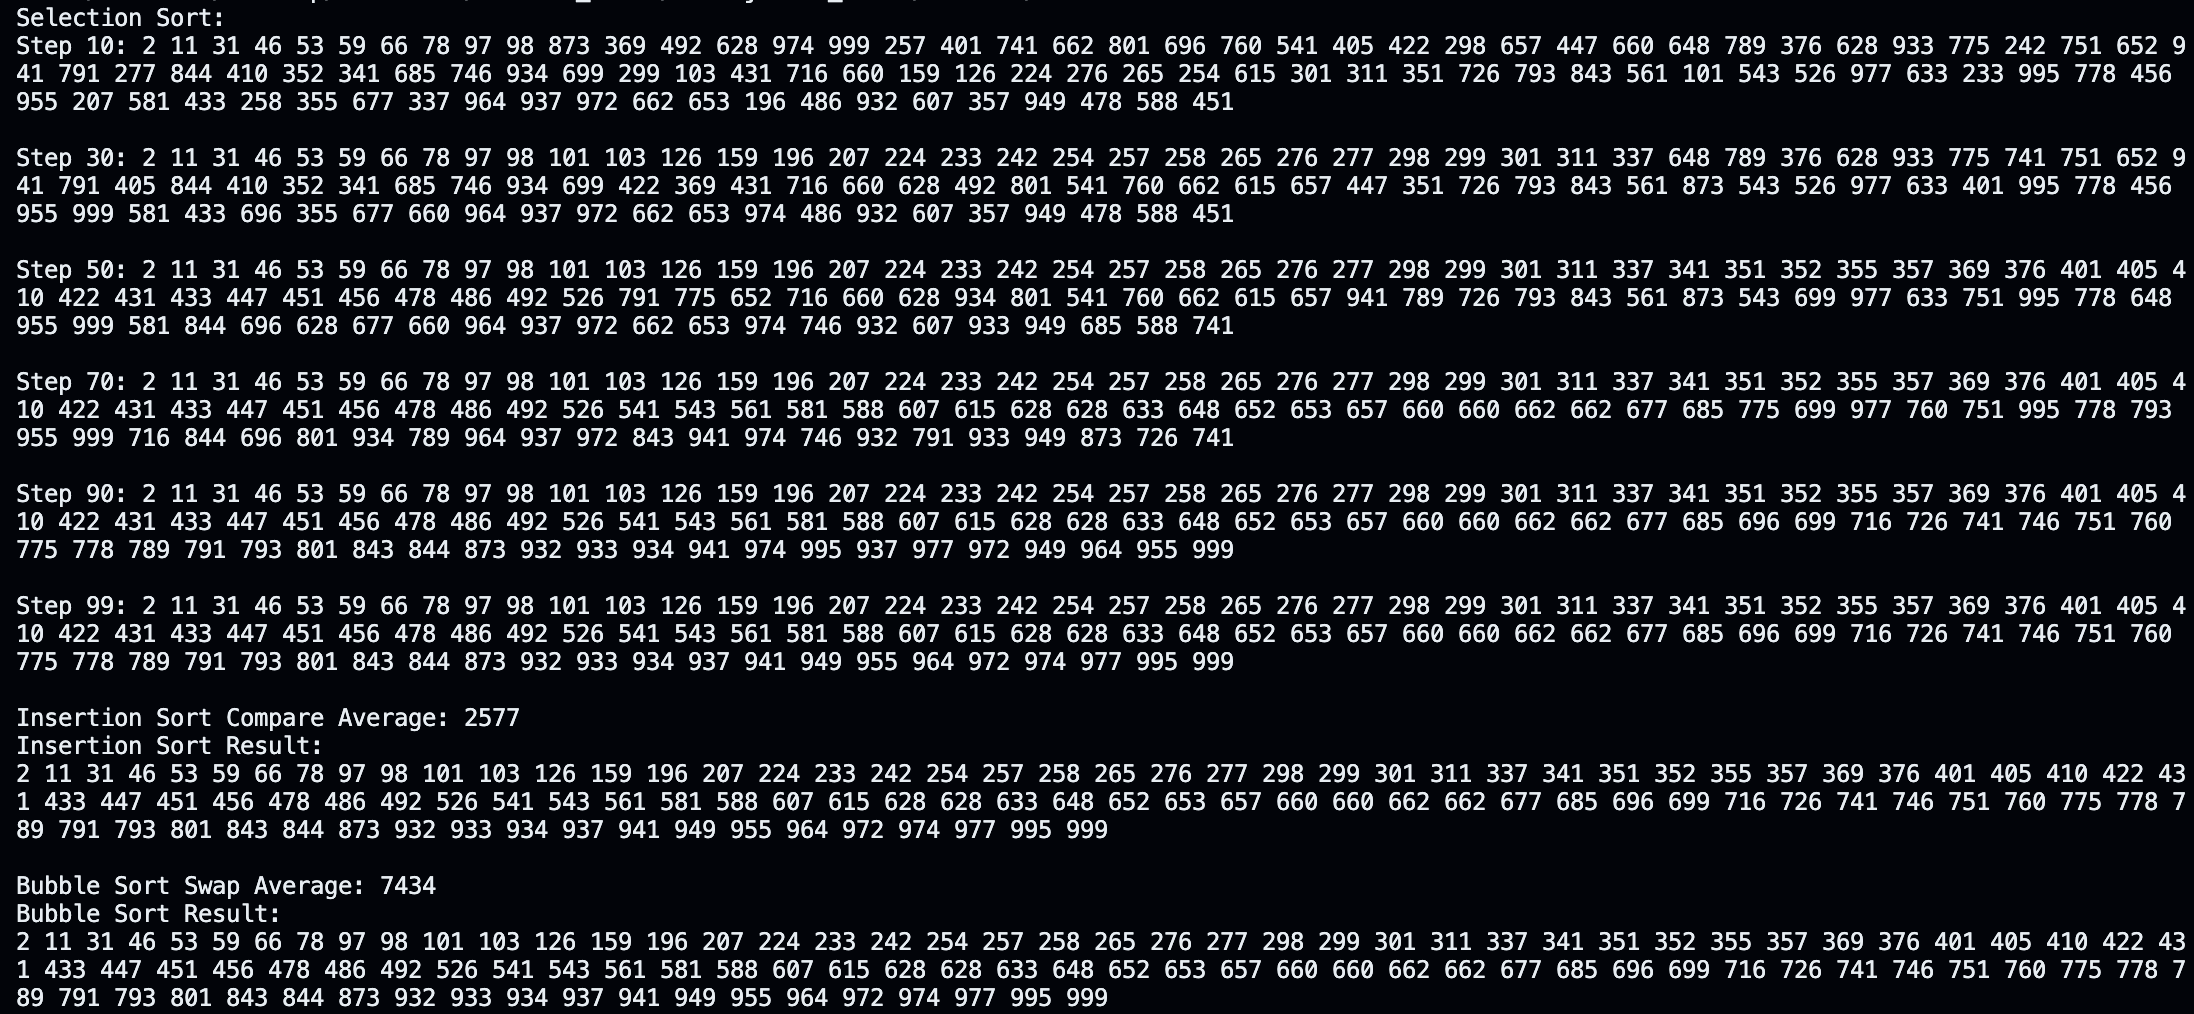 Selection Sort:
Step 10: 2 11 31 46 53 59 66 78 97 98 873 369 492 628 974 999 257 401 741 662 801 696 760 541 405 422 298 657 447 660 648 789 376 628 933 775 242 751 652 9
41 791 277 844 410 352 341 685 746 934 699 299 103 431 716 660 159 126 224 276 265 254 615 301 311 351 726 793 843 561 101 543 526 977 633 233 995 778 456
955 207 581 433 258 355 677 337 964 937 972 662 653 196 486 932 607 357 949 478 588 451
Step 30: 2 11 31 46 53 59 66 78 97 98 101 103 126 159 196 207 224 233 242 254 257 258 265 276 277 298 299 301 311 337 648 789 376 628 933 775 741 751 652 9
41 791 405 844 410 352 341 685 746 934 699 422 369 431 716 660 628 492 801 541 760 662 615 657 447 351 726 793 843 561 873 543 526 977 633 401 995 778 456
955 999 581 433 696 355 677 660 964 937 972 662 653 974 486 932 607 357 949 478 588 451
Step 50: 2 11 31 46 53 59 66 78 97 98 101 103 126 159 196 207 224 233 242 254 257 258 265 276 277 298 299 301 311 337 341 351 352 355 357 369 376 401 405 4
10 422 431 433 447 451 456 478 486 492 526 791 775 652 716 660 628 934 801 541 760 662 615 657 941 789 726 793 843 561 873 543 699 977 633 751 995 778 648
955 999 581 844 696 628 677 660 964 937 972 662 653 974 746 932 607 933 949 685 588 741
Step 70: 2 11 31 46 53 59 66 78 97 98 101 103 126 159 196 207 224 233 242 254 257 258 265 276 277 298 299 301 311 337 341 351 352 355 357 369 376 401 405 4
10 422 431 433 447 451 456 478 486 492 526 541 543 561 581 588 607 615 628 628 633 648 652 653 657 660 660 662 662 677 685 775 699 977 760 751 995 778 793
955 999 716 844 696 801 934 789 964 937 972 843 941 974 746 932 791 933 949 873 726 741
Step 90: 2 11 31 46 53 59 66 78 97 98 101 103 126 159 196 207 224 233 242 254 257 258 265 276 277 298 299 301 311 337 341 351 352 355 357 369 376 401 405 4
10 422 431 433 447 451 456 478 486 492 526 541 543 561 581 588 607 615 628 628 633 648 652 653 657 660 660 662 662 677 685 696 699 716 726 741 746 751 760
775 778 789 791 793 801 843 844 873 932 933 934 941 974 995 937 977 972 949 964 955 999
Step 99: 2 11 31 46 53 59 66 78 97 98 101 103 126 159 196 207 224 233 242 254 257 258 265 276 277 298 299 301 311 337 341 351 352 355 357 369 376 401 405 4
10 422 431 433 447 451 456 478 486 492 526 541 543 561 581 588 607 615 628 628 633 648 652 653 657 660 660 662 662 677 685 696 699 716 726 741 746 751 760
775 778 789 791 793 801 843 844 873 932 933 934 937 941 949 955 964 972 974 977 995 999
Insertion Sort Compare Average: 2577
Insertion Sort Result:
2 11 31 46 53 59 66 78 97 98 101 103 126 159 196 207 224 233 242 254 257 258 265 276 277 298 299 301 311 337 341 351 352 355 357 369 376 401 405 410 422 43
1 433 447 451 456 478 486 492 526 541 543 561 581 588 607 615 628 628 633 648 652 653 657 660 660 662 662 677 685 696 699 716 726 741 746 751 760 775 778 7
89 791 793 801 843 844 873 932 933 934 937 941 949 955 964 972 974 977 995 999
Bubble Sort Swap Average: 7434
Bubble Sort Result:
2 11 31 46 53 59 66 78 97 98 101 103 126 159 196 207 224 233 242 254 257 258 265 276 277 298 299 301 311 337 341 351 352 355 357 369 376 401 405 410 422 43
1 433 447 451 456 478 486 492 526 541 543 561 581 588 607 615 628 628 633 648 652 653 657 660 660 662 662 677 685 696 699 716 726 741 746 751 760 775 778 7
89 791 793 801 843 844 873 932 933 934 937 941 949 955 964 972 974 977 995 999